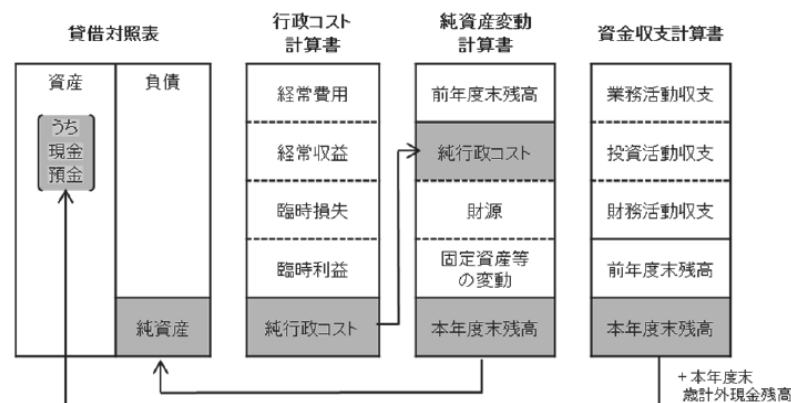 貸借対照表
資産
負債
うち
現金
預金
純資産
行政コスト
計算書
経常費用
経常収益
臨時損失
臨時利益
純行政コスト
純資産変動
計算書
前年度末残高
純行政コスト
財源
固定資産等
の変動
本年度末残高
資金収支計算書
業務活動収支
投資活動収支
財務活動収支
前年度末残高
本年度末残高
+本年度末
歳計外現金残高